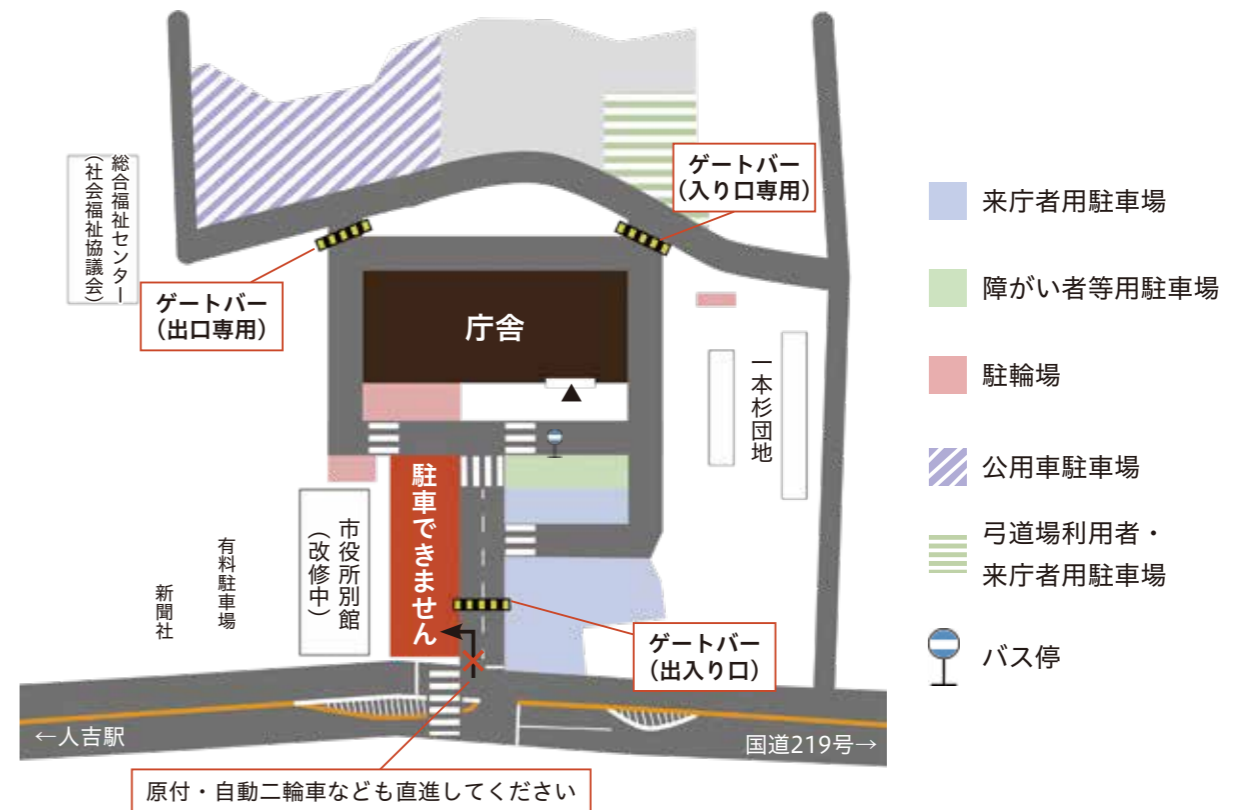 ゲートバー
（入り口専用）
総合福祉センター
（社会福祉協議会）
ゲートバー
（出口専用）
庁舎
一本杉団地
駐車できません
市役所別館
（改修中）
有料駐車場
新聞社
ゲートバー
（出入り口）
←人吉駅
国道219号→
原付・自動二輪車なども直進してください
来庁者用駐車場
障がい者等用駐車場
駐輪場
公用車駐車場
弓道場利用者・
来庁者用駐車場
バス停